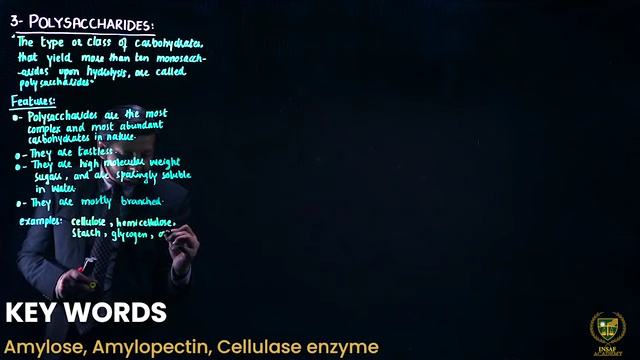 3- POLYSACCHARIDES:
"The type or class of carbohydrates,
that yield more than ten monosacch-
-arides upon hydrolysis, are called
polysaccharides"
Features:
- Polysaccharides are the most
complex and most abundant
carbohydrates in nature.
- They are tastless.
- They are high molecular weight
sugars, and are sparingly soluble
in water.
- They are mostly branched.
examples: cellulose, hemicellulose,
Starch, glycogen,
KEY WORDS
Amylose, Amylopectin, Cellulase enzyme
INSAF
ACADEMY